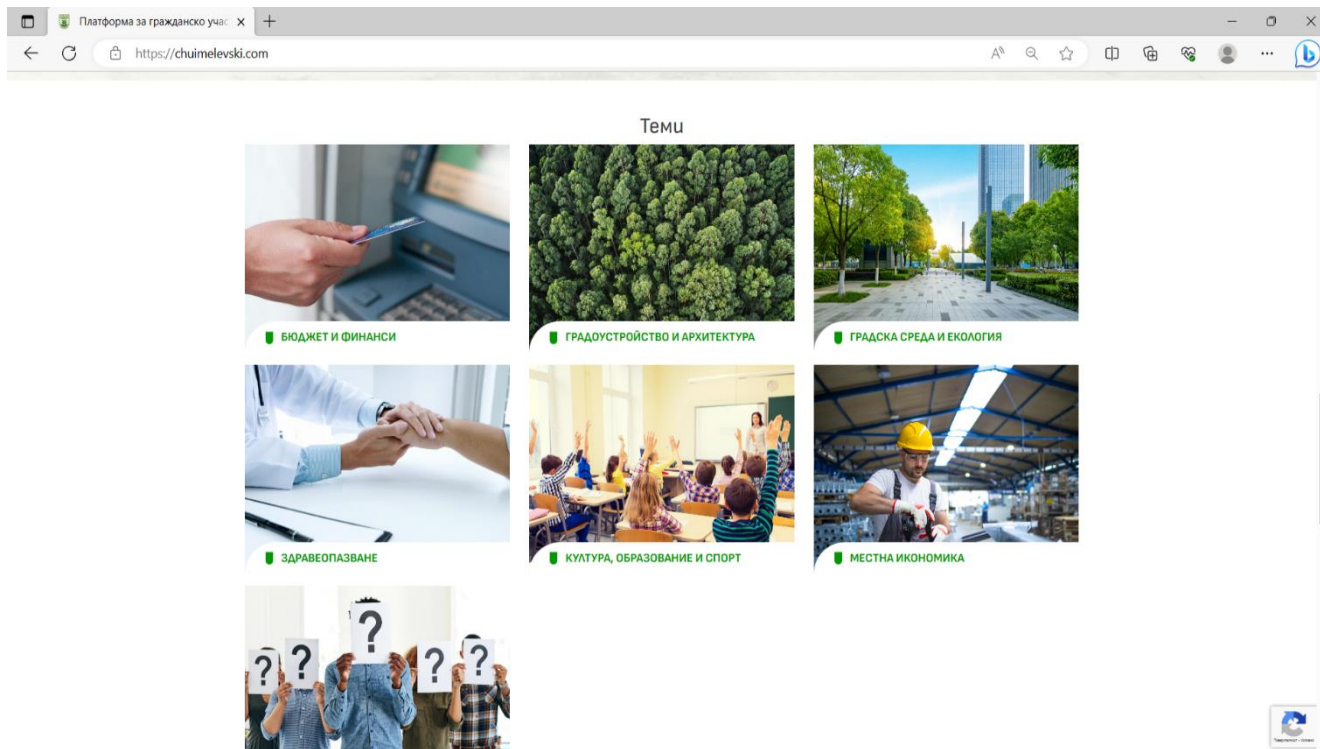 Платформа за гражданско учас
https://chuimelevski.com
Теми
БЮДЖЕТ И ФИНАНСИ
ГРАДОУСТРОЙСТВО И АРХИТЕКТУРА
ГРАДСКА СРЕДА И ЕКОЛОГИЯ
ЗДРАВЕОПАЗВАНЕ
КУЛТУРА, ОБРАЗОВАНИЕ И СПОРТ
МЕСТНА ИКОНОМИКА
? ? ? ? ?